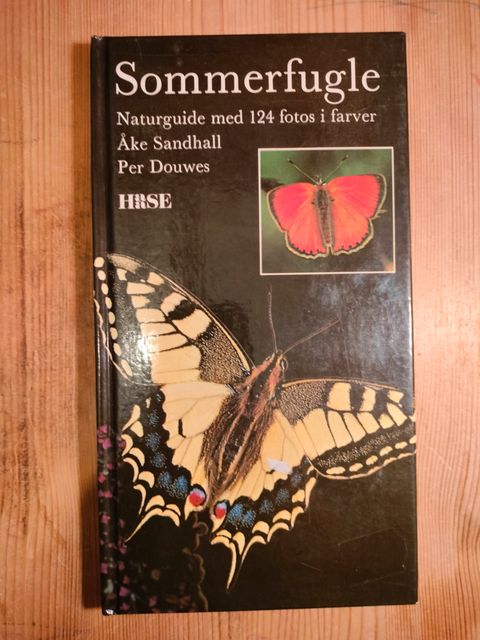 Sommerfugle
Naturguide med 124 fotos i farver
Åke Sandhall
Per Douwes
HASE